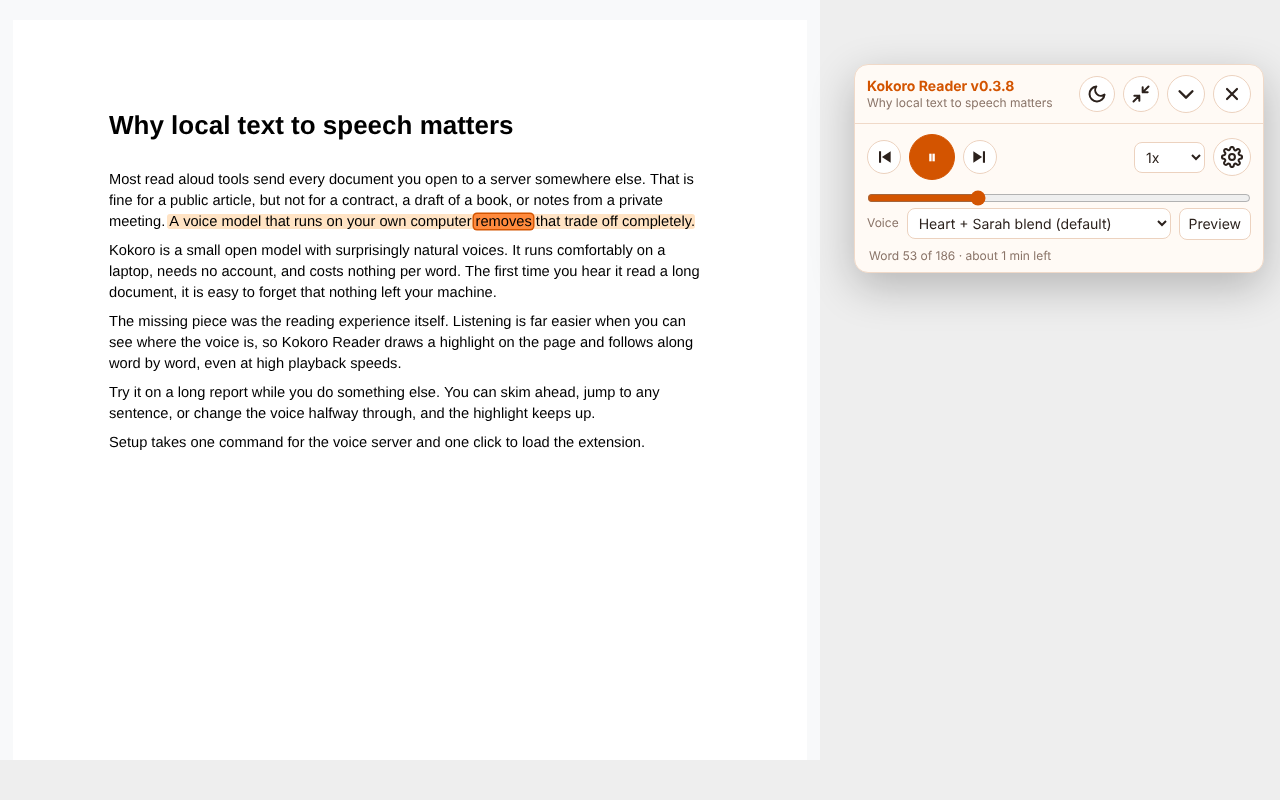 Why local text to speech matters
Most read aloud tools send every document you open to a server somewhere else. That is
fine for a public article, but not for a contract, a draft of a book, or notes from a private
meeting. A voice model that runs on your own computer removes that trade off completely.
Kokoro is a small open model with surprisingly natural voices. It runs comfortably on a
laptop, needs no account, and costs nothing per word. The first time you hear it read a long
document, it is easy to forget that nothing left your machine.
The missing piece was the reading experience itself. Listening is far easier when you can
see where the voice is, so Kokoro Reader draws a highlight on the page and follows along
word by word, even at high playback speeds.
Try it on a long report while you do something else. You can skim ahead, jump to any
sentence, or change the voice halfway through, and the highlight keeps up.
Setup takes one command for the voice server and one click to load the extension.
Kokoro Reader v0.3.8
Why local text to speech matters
1x
Voice Heart + Sarah blend (default) Preview
Word 53 of 186 · about 1 min left